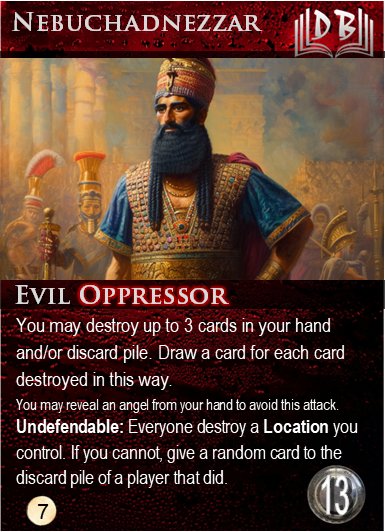 Nebuchadnezzar
DB
Evil Oppressor
You may destroy up to 3 cards in your hand
and/or discard pile. Draw a card for each card
destroyed in this way.
You may reveal an angel from your hand to avoid this attack.
Undefendable: Everyone destroy a Location you
control. If you cannot, give a random card to the
discard pile of a player that did.
7
13